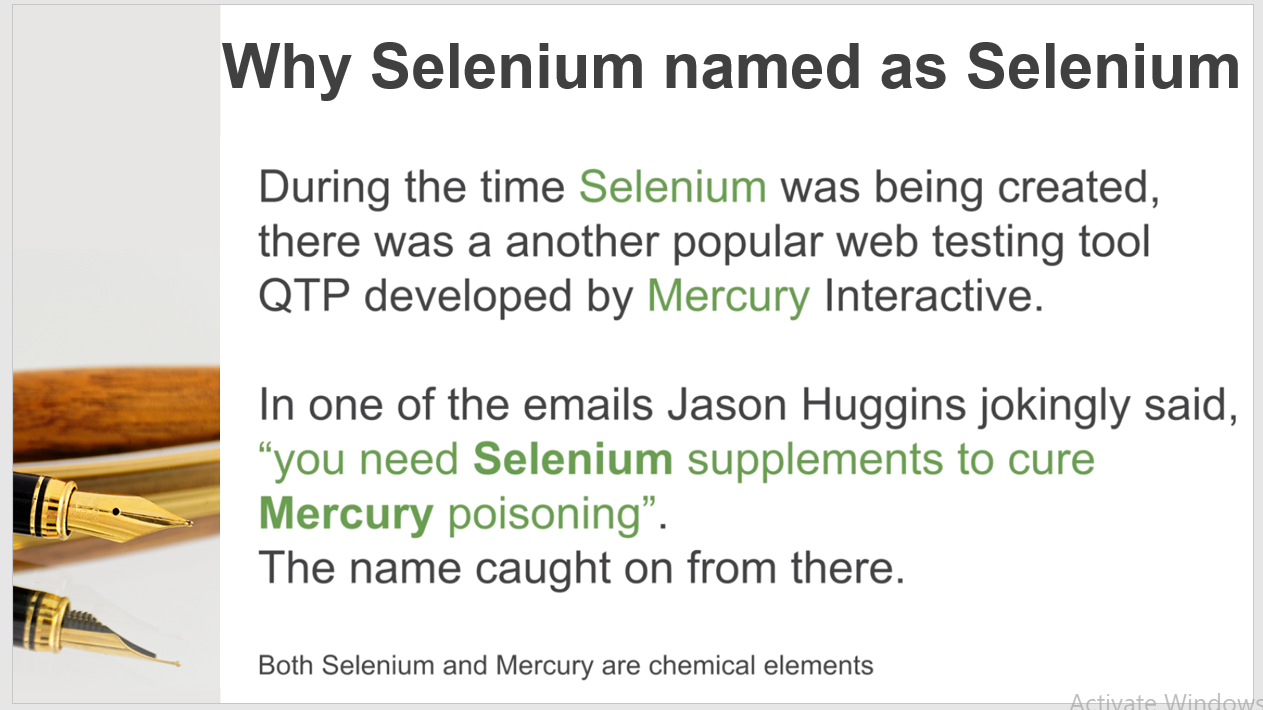 Why Selenium named as Selenium
During the time Selenium was being created,
there was a another popular web testing tool
QTP developed by Mercury Interactive.
In one of the emails Jason Huggins jokingly said,
“you need Selenium supplements to cure
Mercury poisoning”.
The name caught on from there.
Both Selenium and Mercury are chemical elements
Activate Windows